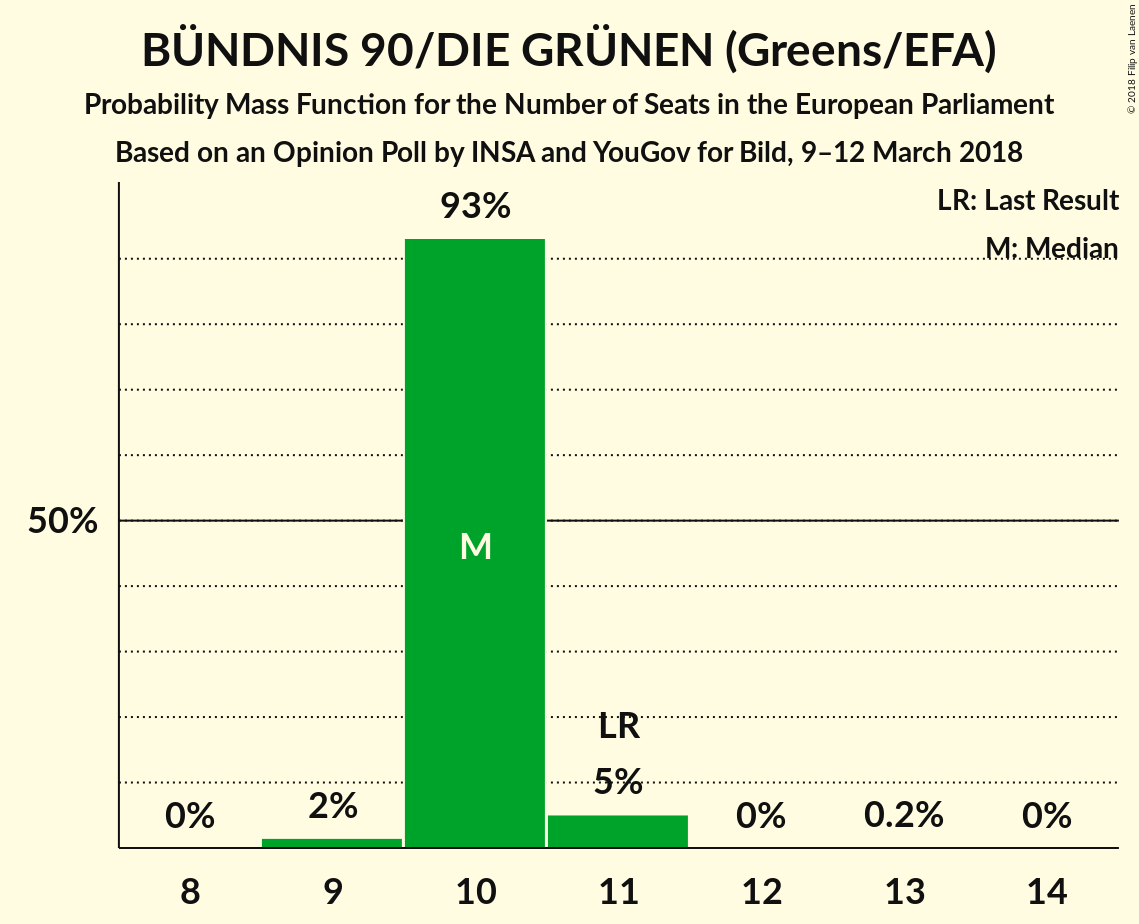 BÜNDNIS 90/DIE GRÜNEN (Greens/EFA)
Probability Mass Function for the Number of Seats in the European Parliament
Based on an Opinion Poll by INSA and YouGov for Bild, 9–12 March 2018
© 2018 Filip van Laenen
LR: Last Result
M: Median
93%
50%
M
LR
0%
2%
5%
0%
0.2%
0%
8 9 10 11 12 13 14